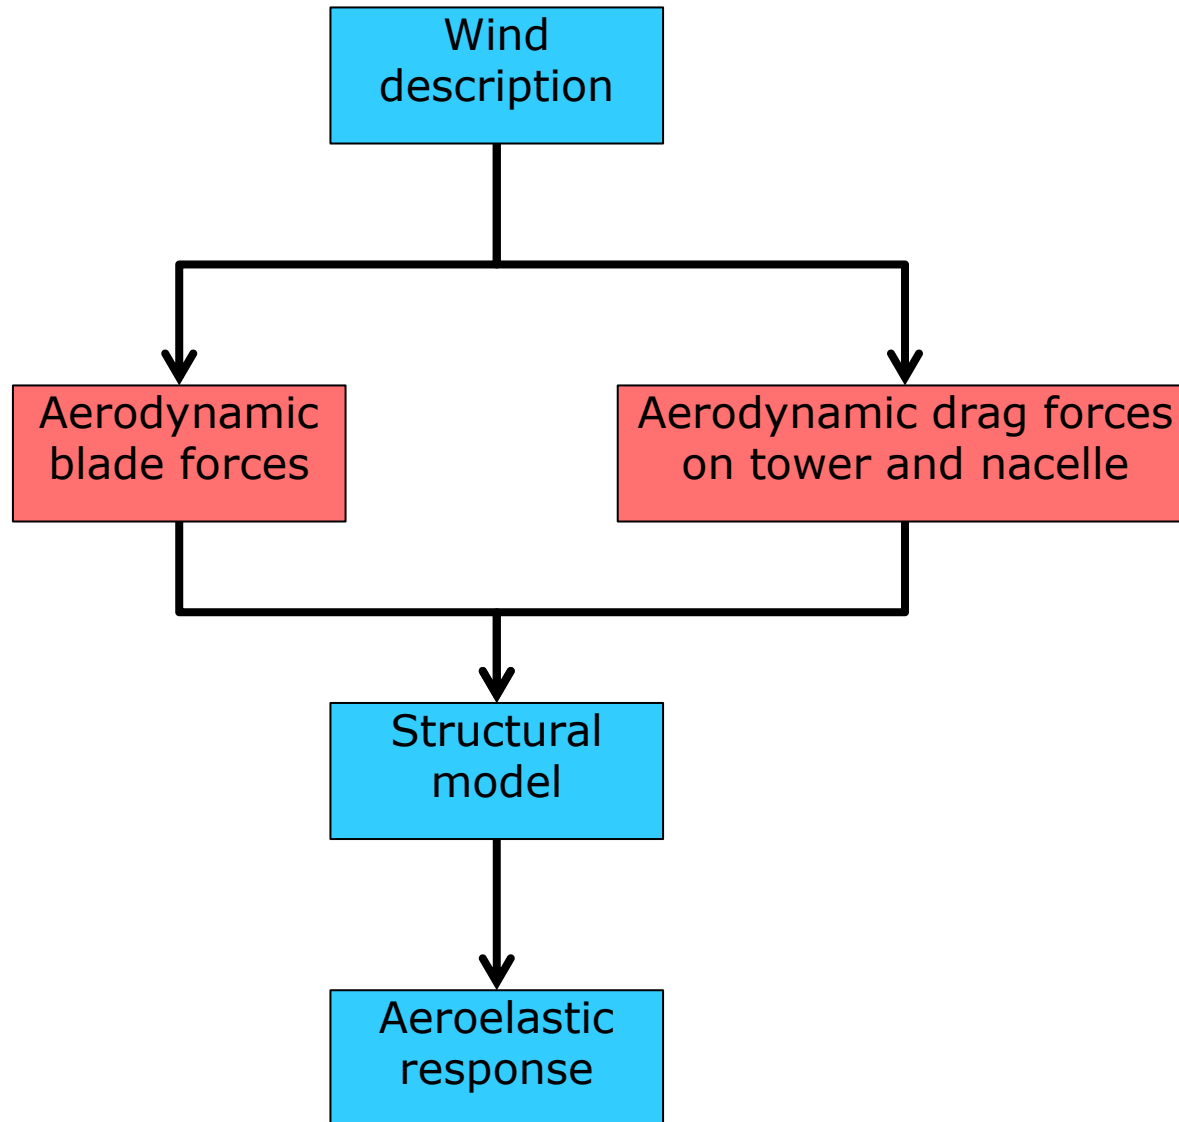 Wind
description
Aerodynamic
blade forces
Aerodynamic drag forces
on tower and nacelle
Structural
model
Aeroelastic
response